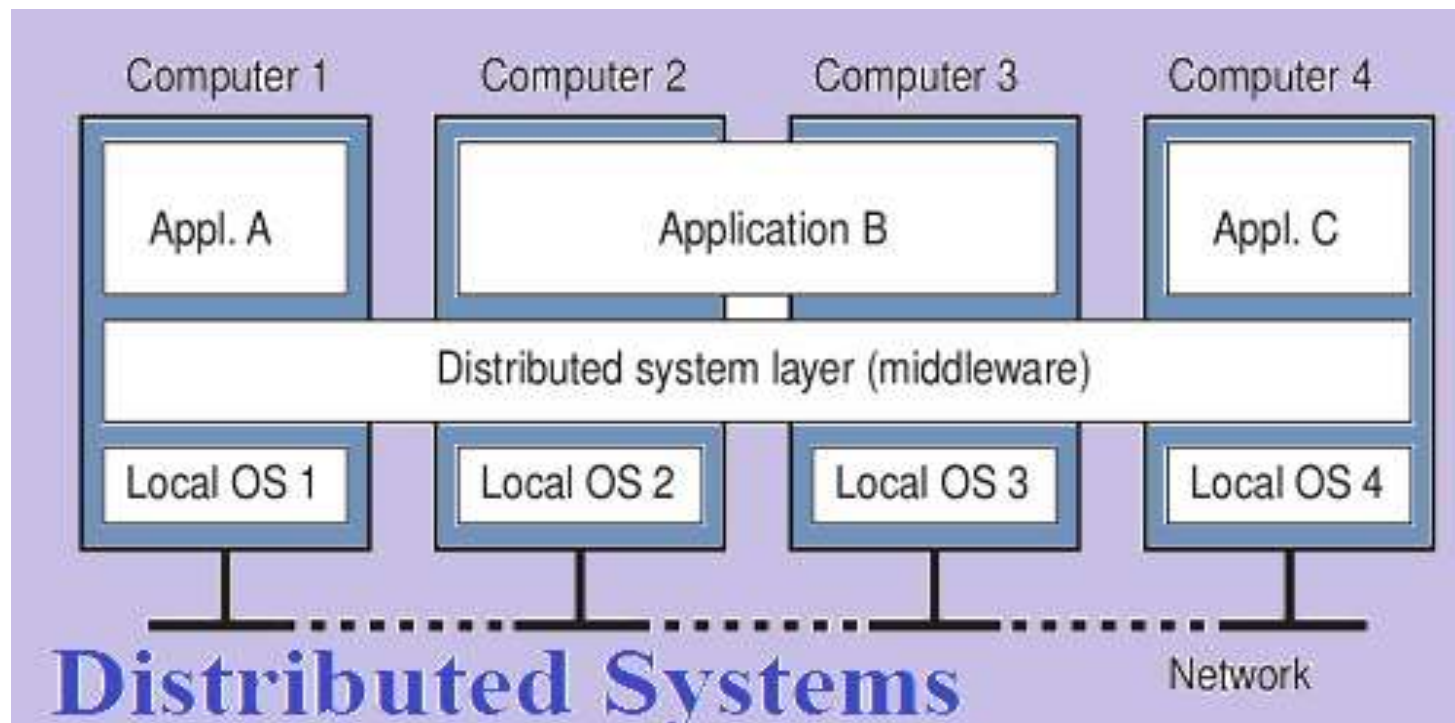 Computer 1 Computer 2 Computer 3 Computer 4
Appl. A Application B Appl. C
Distributed system layer (middleware)
Local OS 1 Local OS 2 Local OS 3 Local OS 4
Distributed Systems Network